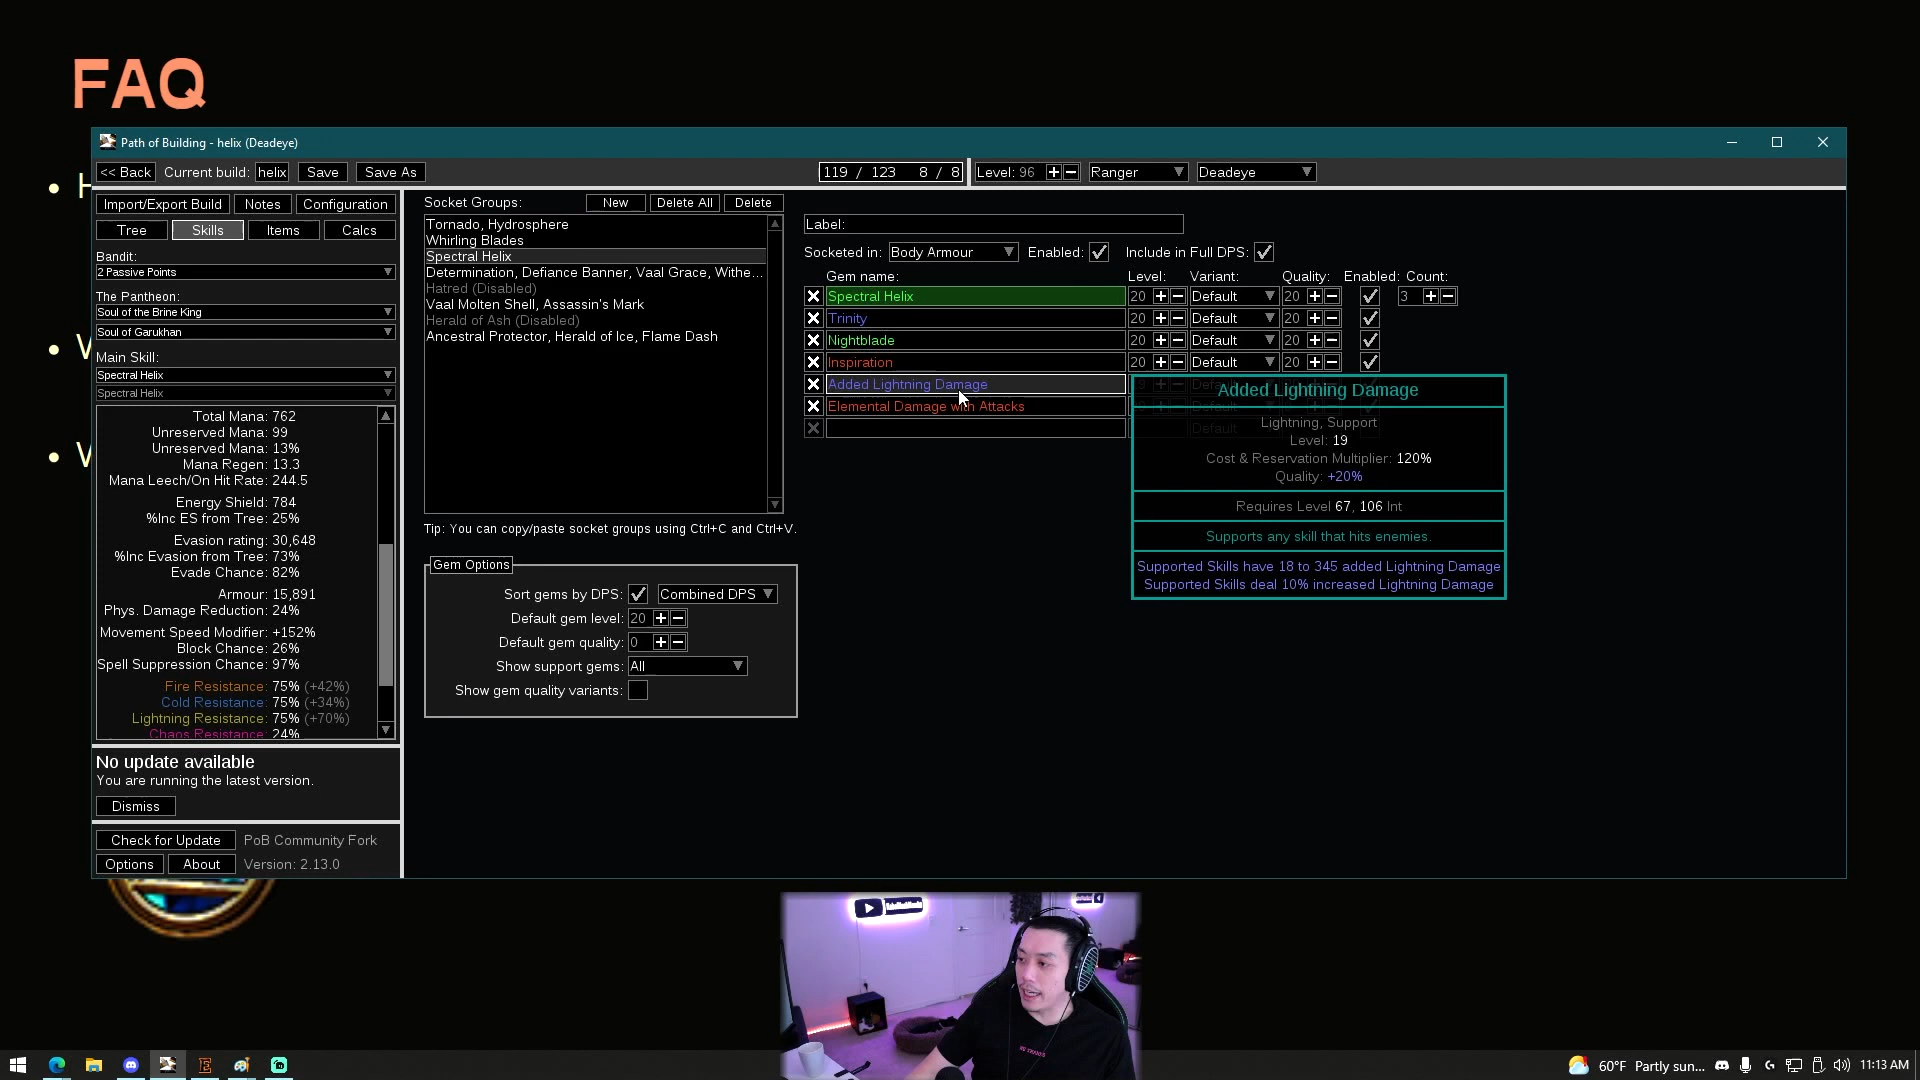 FAQ
• H
• V
• V
Path of Building - helix (Deadeye)
<< Back Current build: helix Save Save As 119 / 123 8 / 8 Level: 96 + − Ranger Deadeye
Import/Export Build Notes Configuration
Tree Skills Items Calcs
Bandit:
2 Passive Points
The Pantheon:
Soul of the Brine King
Soul of Garukhan
Main Skill:
Spectral Helix
Spectral Helix
Total Mana: 762
Unreserved Mana: 99
Unreserved Mana: 13%
Mana Regen: 13.3
Mana Leech/On Hit Rate: 244.5
Energy Shield: 784
%Inc ES from Tree: 25%
Evasion rating: 30,648
%Inc Evasion from Tree: 73%
Evade Chance: 82%
Armour: 15,891
Phys. Damage Reduction: 24%
Movement Speed Modifier: +152%
Block Chance: 26%
Spell Suppression Chance: 97%
Fire Resistance: 75% (+42%)
Cold Resistance: 75% (+34%)
Lightning Resistance: 75% (+70%)
Chaos Resistance: 24%
No update available
You are running the latest version.
Dismiss
Check for Update PoB Community Fork
Options About Version: 2.13.0
Socket Groups: New Delete All Delete
Tornado, Hydrosphere
Whirling Blades
Spectral Helix
Determination, Defiance Banner, Vaal Grace, Withe...
Hatred (Disabled)
Vaal Molten Shell, Assassin's Mark
Herald of Ash (Disabled)
Ancestral Protector, Herald of Ice, Flame Dash
Tip: You can copy/paste socket groups using Ctrl+C and Ctrl+V.
Gem Options
Sort gems by DPS: Combined DPS
Default gem level: 20 + −
Default gem quality: 0 + −
Show support gems: All
Show gem quality variants:
Label:
Socketed in: Body Armour Enabled: Include in Full DPS:
Gem name: Level: Variant: Quality: Enabled: Count:
Spectral Helix 20 + − Default 20 + − 3 + −
Trinity 20 + − Default 20 + −
Nightblade 20 + − Default 20 + −
Inspiration 20 + − Default 20 + −
Added Lightning Damage
Elemental Damage with Attacks
Added Lightning Damage
Lightning, Support
Level: 19
Cost & Reservation Multiplier: 120%
Quality: +20%
Requires Level 67, 106 Int
Supports any skill that hits enemies.
Supported Skills have 18 to 345 added Lightning Damage
Supported Skills deal 10% increased Lightning Damage
60°F Partly sun... 11:13 AM